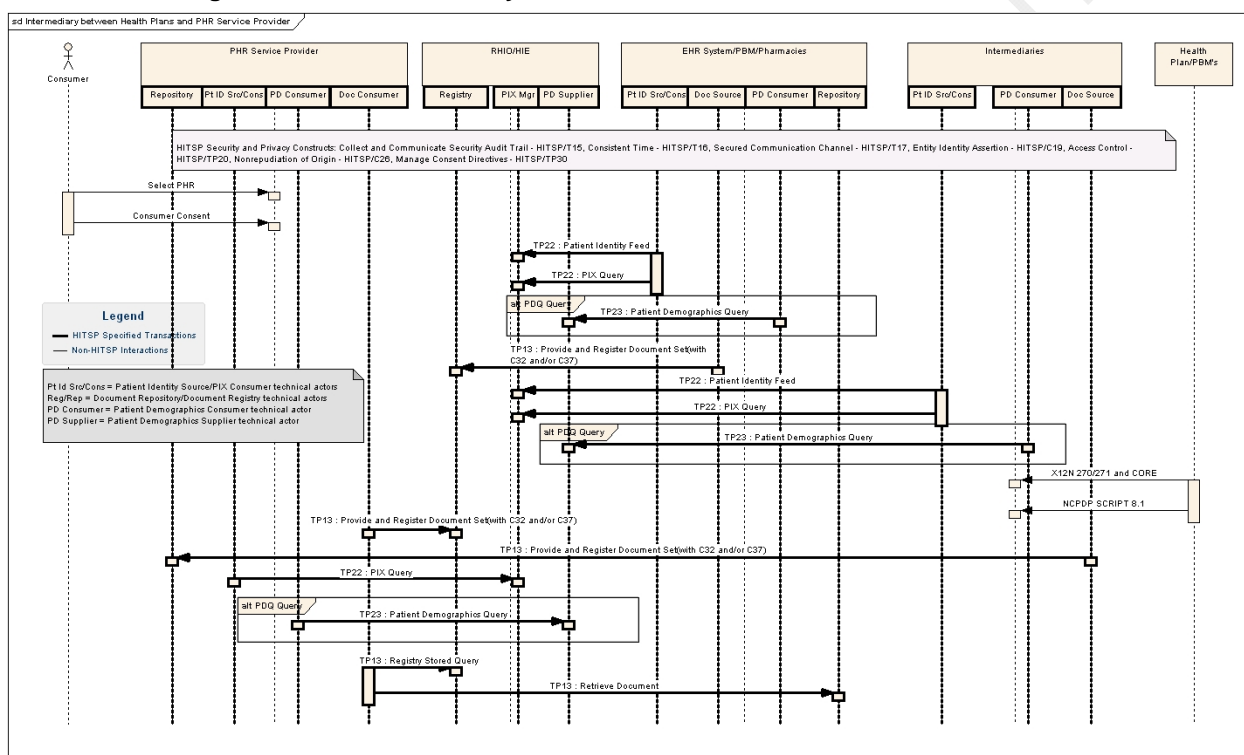 sd Intermediary between Health Plans and PHR Service Provider
Consumer
PHR Service Provider
RHIO/HIE
EHR System/PBM/Pharmacies
Intermediaries
Health
Plan/PBM's
Repository
Pt ID Src/Cons
PD Consumer
Doc Consumer
Registry
PIX Mgr
PD Supplier
Pt ID Src/Cons
Doc Source
PD Consumer
Repository
Pt ID Src/Cons
PD Consumer
Doc Source
HITSP Security and Privacy Constructs: Collect and Communicate Security Audit Trail - HITSP/T15, Consistent Time - HITSP/T16, Secured Communication Channel - HITSP/T17, Entity Identity Assertion - HITSP/C19, Access Control -
HITSP/TP20, Nonrepudiation of Origin - HITSP/C26, Manage Consent Directives - HITSP/TP30
Select PHR
Consumer Consent
TP22 : Patient Identity Feed
TP22 : PIX Query
alt PDQ Query
TP23 : Patient Demographics Query
Legend
HITSP Specified Transactions
Non-HITSP Interactions
TP13 : Provide and Register Document Set(with
C32 and/or C37)
Pt Id Src/Cons = Patient Identity Source/PIX Consumer technical actors
Reg/Rep = Document Repository/Document Registry technical actors
PD Consumer = Patient Demographics Consumer technical actor
PD Supplier = Patient Demographics Supplier technical actor
TP22 : Patient Identity Feed
TP22 : PIX Query
alt PDQ Query
TP23 : Patient Demographics Query
X12N 270/271 and CORE
NCPDP SCRIPT 8.1
TP13 : Provide and Register Document Set(with C32 and/or C37)
TP13 : Provide and Register Document Set(with C32 and/or C37)
TP22 : PIX Query
alt PDQ Query
TP23 : Patient Demographics Query
TP13 : Registry Stored Query
TP13 : Retrieve Document